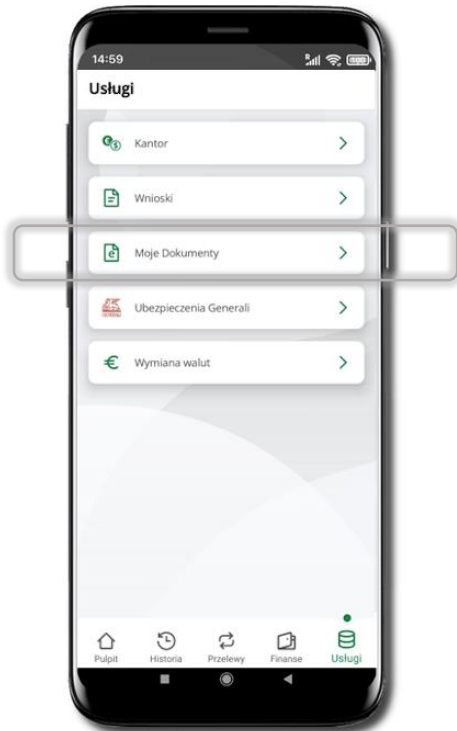 14:59
Usługi
Kantor
Wnioski
Moje Dokumenty
Ubezpieczenia Generali
Wymiana walut
Pulpit Historia Przelewy Finanse Usługi